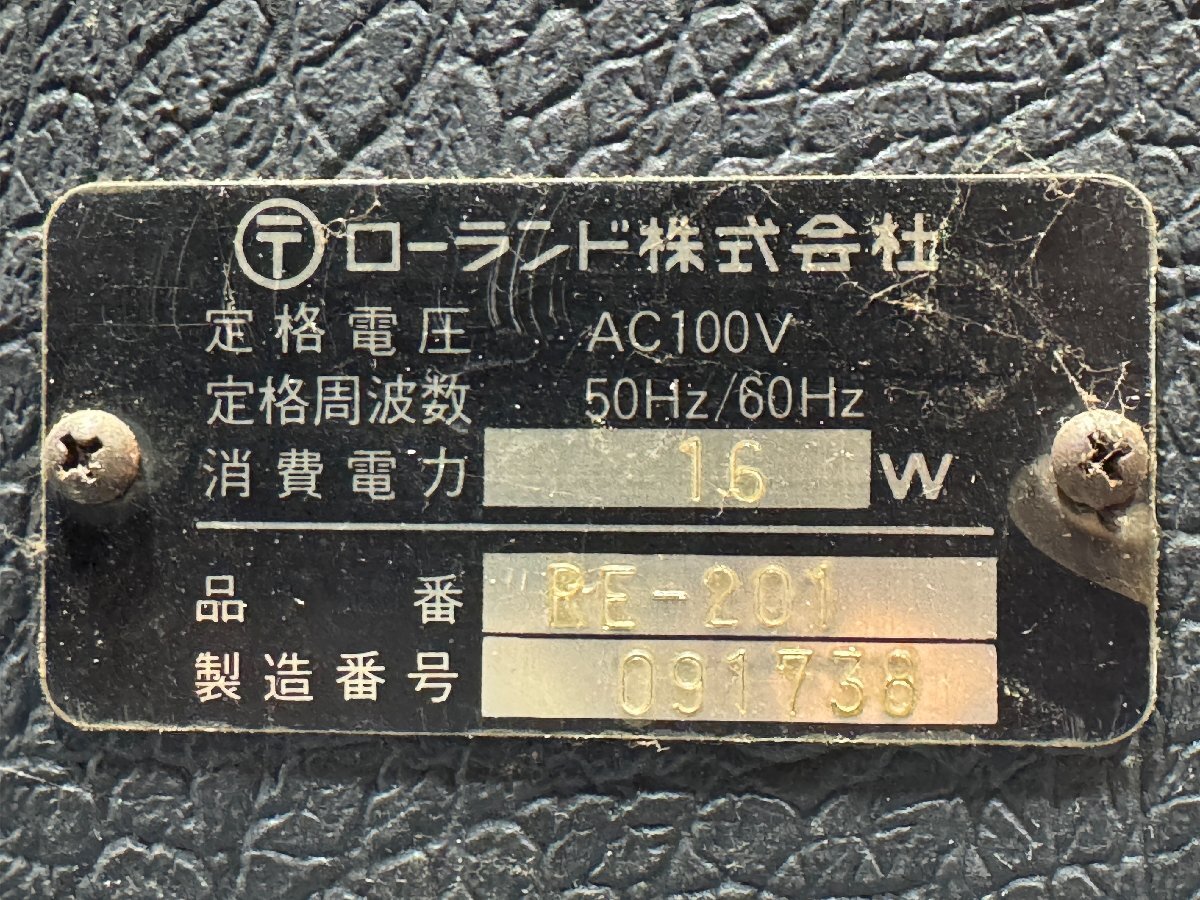 〒ローランド株式会社
定格電圧 AC100V
定格周波数 50Hz/60Hz
消費電力 16 W
品番 RE-201
製造番号 091738